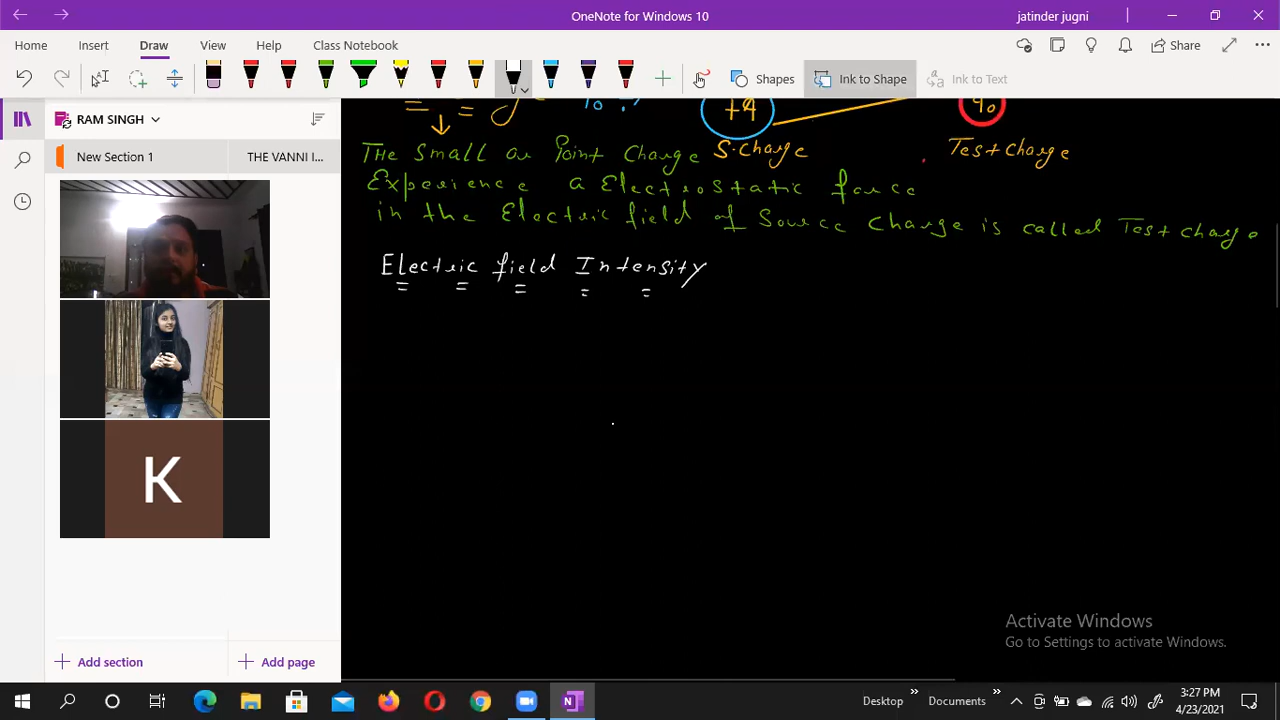 OneNote for Windows 10
jatinder jugni
Home Insert Draw View Help Class Notebook
Share
Shapes
Ink to Shape
Ink to Text
RAM SINGH
New Section 1
THE VANNI I...
+q
S.Charge
Test Charge
The Small or Point Charge
Experience a Electrostatic force
in the Electric field of Source Charge is called Test charge
Electric field Intensity
K
Activate Windows
Go to Settings to activate Windows.
Add section
Add page
Desktop
Documents
3:27 PM
4/23/2021